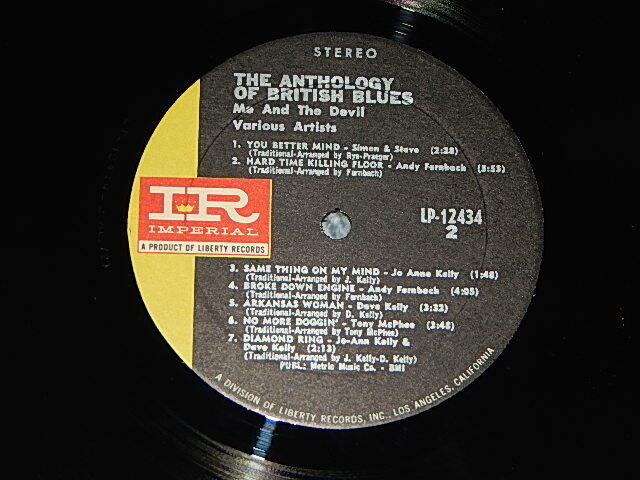 STEREO
THE ANTHOLOGY
OF BRITISH BLUES
Me And The Devil
Various Artists
1. YOU BETTER MIND - Simon & Steve (2:28)
(Traditional-Arranged by Rye-Praeger)
2. HARD TIME KILLING FLOOR - Andy Fernbach (3:53)
(Traditional-Arranged by Fernbach)
IR
IMPERIAL
A PRODUCT OF LIBERTY RECORDS
LP-12434
2
3. SAME THING ON MY MIND - Jo Anne Kelly (1:48)
(Traditional-Arranged by J. Kelly)
4. BROKE DOWN ENGINE - Andy Fernbach (4:05)
(Traditional-Arranged by Fernbach)
5. ARKANSAS WOMAN - Dave Kelly (3:33)
(Traditional-Arranged by D. Kelly)
6. NO MORE DOGGIN' - Tony McPhee (3:48)
(Traditional-Arranged by Tony McPhee)
7. DIAMOND RING - Jo-Ann Kelly &
Dave Kelly (2:13)
(Traditional-Arranged by J. Kelly-D. Kelly)
PUBL: Metric Music Co. - BMI
A DIVISION OF LIBERTY RECORDS, INC., LOS ANGELES, CALIFORNIA